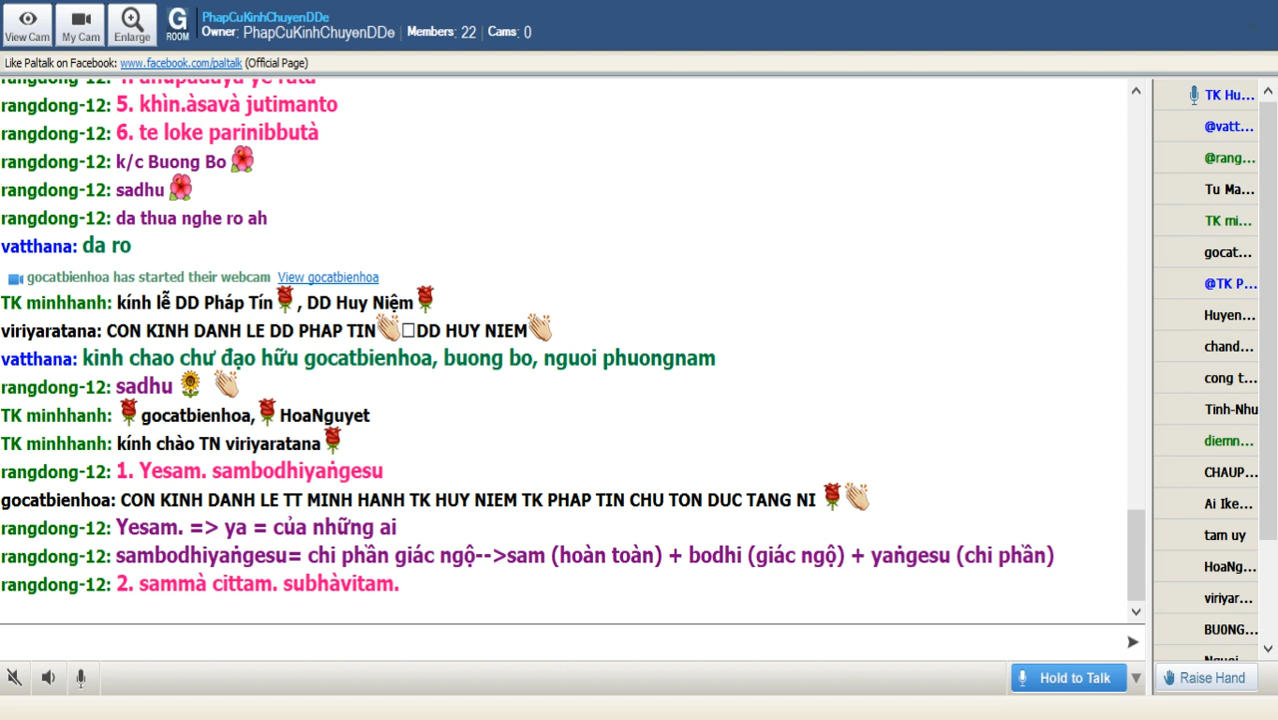 View Cam
My Cam
Enlarge
G
ROOM
PhapCuKinhChuyenDDe
Owner: PhapCuKinhChuyenDDe | Members: 22 | Cams: 0
Like Paltalk on Facebook: www.facebook.com/paltalk (Official Page)
rangdong-12: 5. khìn.àsavà jutimanto
rangdong-12: 6. te loke parinibbutà
rangdong-12: k/c Buong Bo
rangdong-12: sadhu
rangdong-12: da thua nghe ro ah
vatthana: da ro
gocatbienhoa has started their webcam View gocatbienhoa
TK minhhanh: kính lễ DD Pháp Tín, DD Huy Niệm
viriyaratana: CON KINH DANH LE DD PHAP TIN DD HUY NIEM
vatthana: kinh chao chư đạo hữu gocatbienhoa, buong bo, nguoi phuongnam
rangdong-12: sadhu
TK minhhanh: gocatbienhoa, HoaNguyet
TK minhhanh: kính chào TN viriyaratana
rangdong-12: 1. Yesam. sambodhiyaṅgesu
gocatbienhoa: CON KINH DANH LE TT MINH HANH TK HUY NIEM TK PHAP TIN CHU TON DUC TANG NI
rangdong-12: Yesam. => ya = của những ai
rangdong-12: sambodhiyaṅgesu= chi phần giác ngộ-->sam (hoàn toàn) + bodhi (giác ngộ) + yaṅgesu (chi phần)
rangdong-12: 2. sammà cittam. subhàvitam.
TK Hu...
@vatt...
@rang...
Tu Ma...
TK mi...
gocat...
@TK P...
Huyen...
chand...
cong t...
Tinh-Nhu
diemn...
CHAUP...
Ai Ike...
tam uy
HoaNg...
viriyar...
BU0NG...
Hold to Talk
Raise Hand